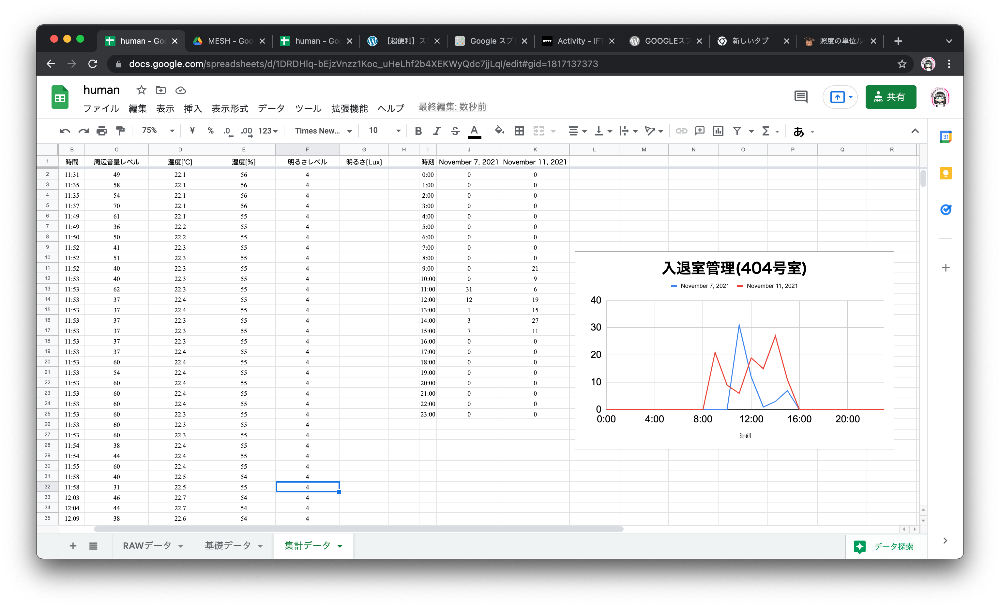 human - Goo
MESH - Goo
human - Goo
【超便利】ス
Google スプ
IFTTT
Activity - IFT
GOOGLEスプ
新しいタブ
照度の単位ル
docs.google.com/spreadsheets/d/1DRDHlq-bEjzVnzz1Koc_uHeLhf2b4XEKWyQdc7jjLqI/edit#gid=1817137373
human
ファイル 編集 表示 挿入 表示形式 データ ツール 拡張機能 ヘルプ 最終編集: 数秒前
共有
75% ¥ % .0 .00 123 Times New... 10 B I S A Σ あ
31
B C D E F G H I J K L M N O P Q R
1 時間 周辺音量レベル 温度[℃] 湿度[%] 明るさレベル 明るさ[Lux] 時刻 November 7, 2021 November 11, 2021
2 11:31 49 22.1 56 4 0:00 0 0
3 11:35 58 22.1 56 4 1:00 0 0
4 11:35 54 22.1 56 4 2:00 0 0
5 11:37 70 22.1 56 4 3:00 0 0
6 11:49 61 22.1 55 4 4:00 0 0
7 11:49 36 22.2 55 4 5:00 0 0
8 11:50 50 22.2 55 4 6:00 0 0
9 11:52 41 22.3 55 4 7:00 0 0
10 11:52 51 22.3 55 4 8:00 0 0
11 11:52 40 22.3 55 4 9:00 0 21
12 11:53 40 22.3 55 4 10:00 0 9
13 11:53 62 22.3 55 4 11:00 31 6
14 11:53 37 22.4 55 4 12:00 12 19
15 11:53 37 22.4 55 4 13:00 1 15
16 11:53 37 22.3 55 4 14:00 3 27
17 11:53 37 22.3 55 4 15:00 7 11
18 11:53 37 22.3 55 4 16:00 0 0
19 11:53 37 22.4 55 4 17:00 0 0
20 11:53 60 22.4 55 4 18:00 0 0
21 11:53 54 22.4 55 4 19:00 0 0
22 11:53 60 22.4 55 4 20:00 0 0
23 11:53 60 22.4 55 4 21:00 0 0
24 11:53 60 22.4 55 4 22:00 0 0
25 11:53 60 22.3 55 4 23:00 0 0
26 11:53 60 22.3 55 4
27 11:53 60 22.3 55 4
28 11:54 38 22.4 55 4
29 11:54 44 22.4 55 4
30 11:55 60 22.4 55 4
31 11:58 40 22.5 54 4
32 11:58 31 22.5 55 4
33 12:03 46 22.7 54 4
34 12:04 44 22.7 54 4
35 12:09 38 22.6 54 4
入退室管理(404号室)
November 7, 2021 November 11, 2021
40
30
20
10
0
0:00 4:00 8:00 12:00 16:00 20:00
時刻
RAWデータ 基礎データ 集計データ
データ探索